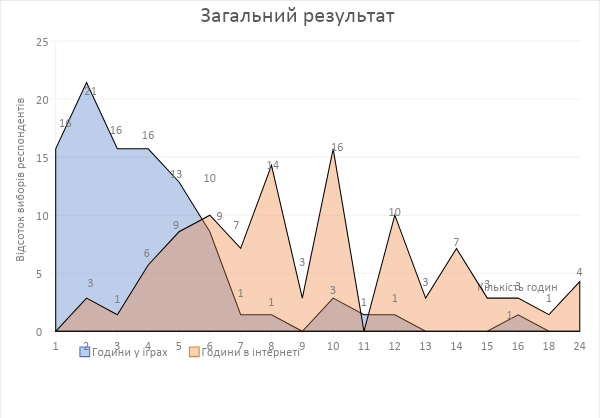 Загальний результат
Відсоток виборів респондентів
25
20
15
10
5
0
16 21 16 16 13 10 9 7 14 3 16 1 10 3 7 3 3 1 4
3 1 6 9 1 1 3 1 1
Кількість годин
1 2 3 4 5 6 7 8 9 10 11 12 13 14 15 16 18 24
Години у іграх Години в інтернеті